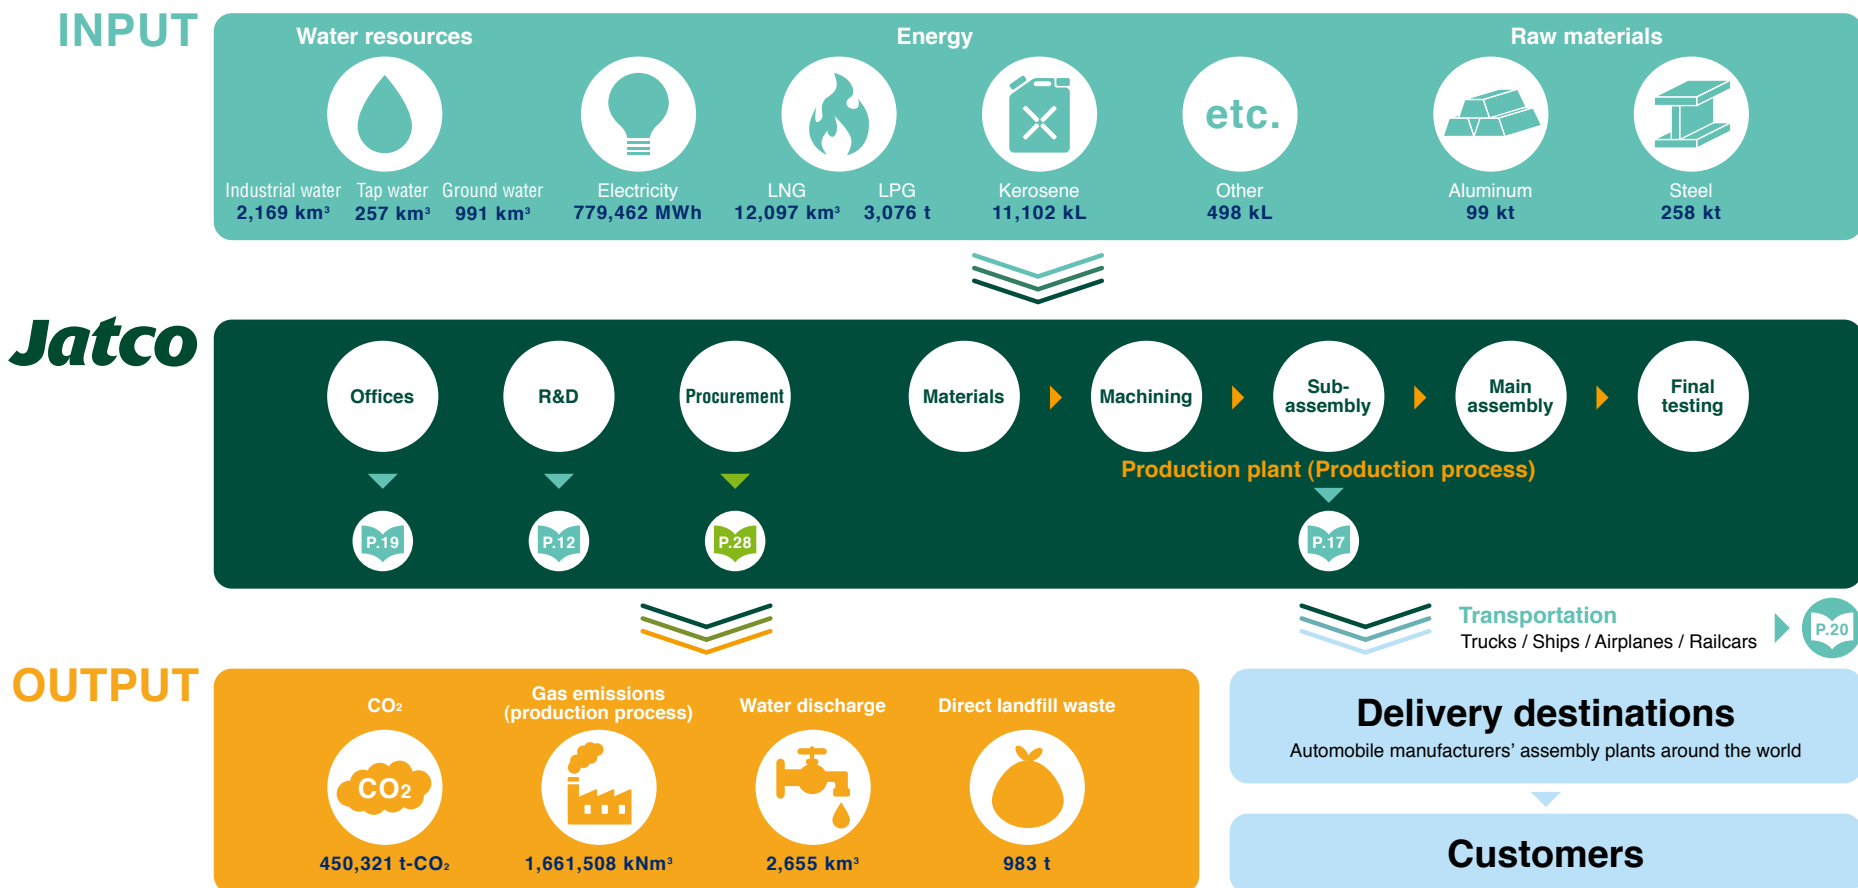 INPUT
Water resources
Energy
Raw materials
etc.
Industrial water
Tap water
Ground water
Electricity
LNG
LPG
Kerosene
Other
Aluminum
Steel
2,169 km³
257 km³
991 km³
779,462 MWh
12,097 km³
3,076 t
11,102 kL
498 kL
99 kt
258 kt
Jatco
Offices
R&D
Procurement
Materials
Machining
Sub-
assembly
Main
assembly
Final
testing
Production plant (Production process)
P.19
P.12
P.28
P.17
Transportation
Trucks / Ships / Airplanes / Railcars
P.20
OUTPUT
CO₂
Gas emissions
(production process)
Water discharge
Direct landfill waste
CO₂
450,321 t-CO₂
1,661,508 kNm³
2,655 km³
983 t
Delivery destinations
Automobile manufacturers’ assembly plants around the world
Customers